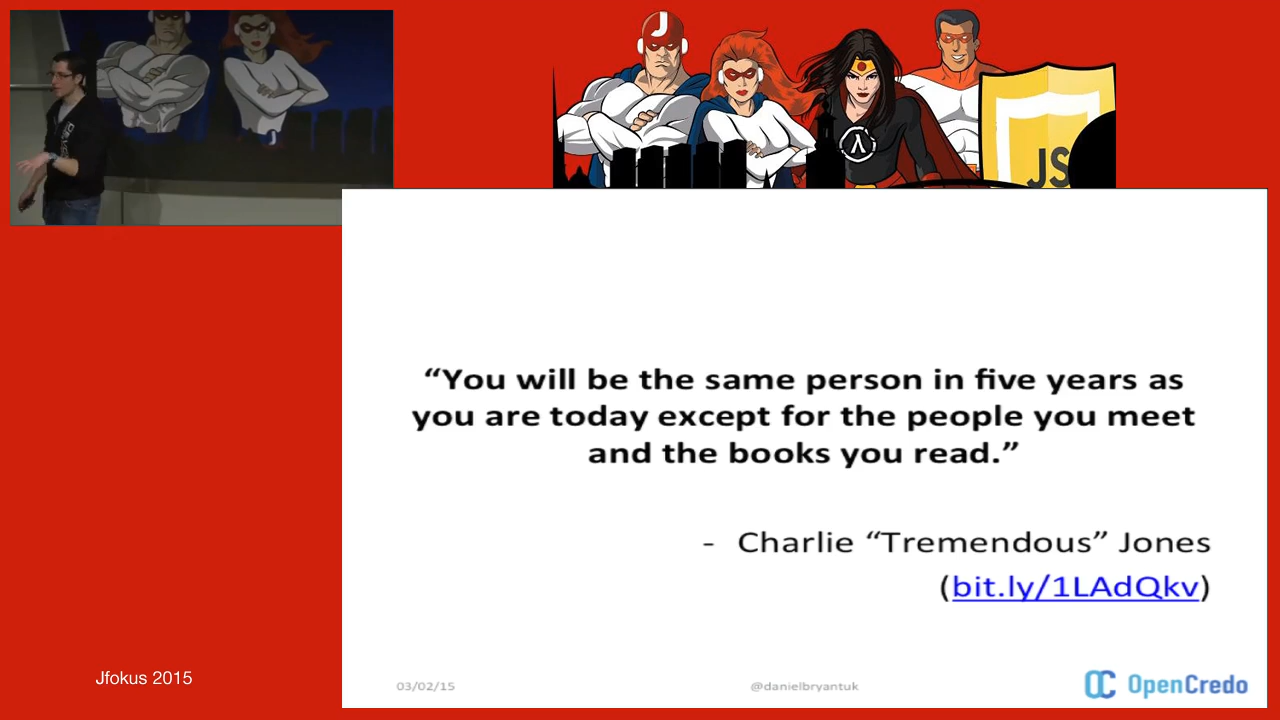 J
λ
JS
“You will be the same person in five years as
you are today except for the people you meet
and the books you read.”
- Charlie “Tremendous” Jones
(bit.ly/1LAdQkv)
Jfokus 2015
03/02/15
@danielbryantuk
OpenCredo